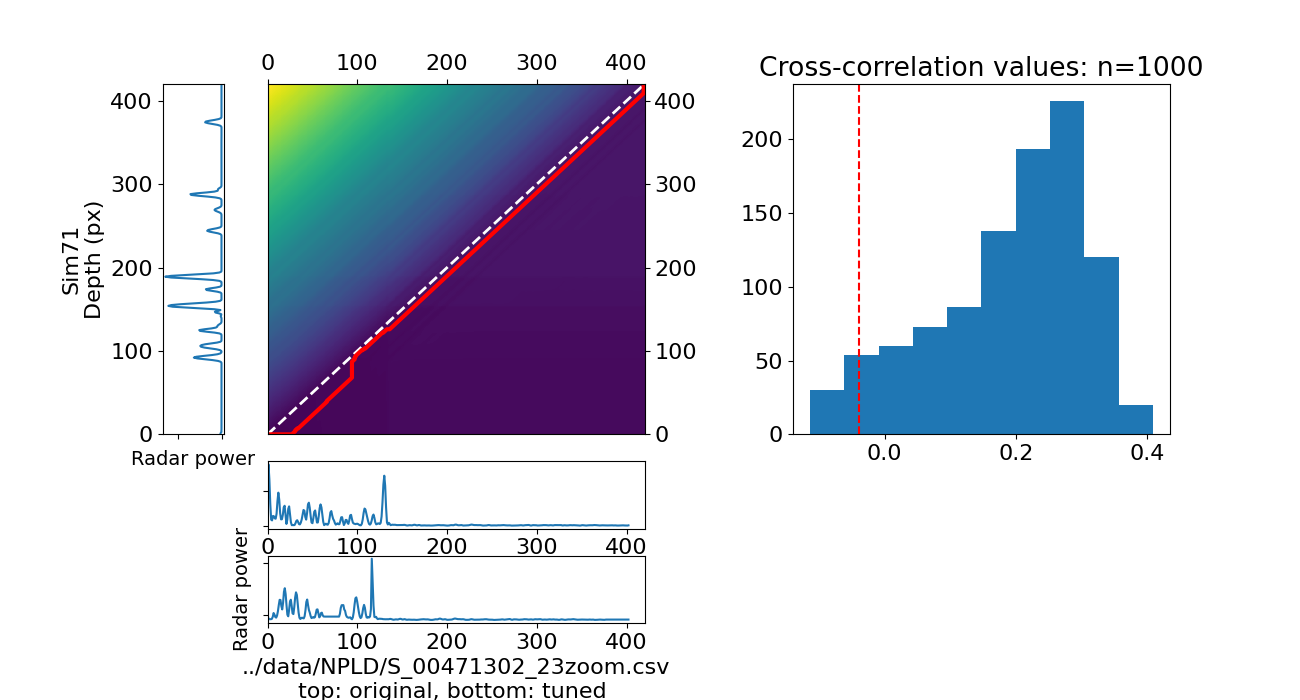 0 100 200 300 400
Cross-correlation values: n=1000
400
300
200
100
0
Sim71
Depth (px)
Radar power
400
300
200
100
0
200
150
100
50
0
0.0 0.2 0.4
0 100 200 300 400
Radar power
0 100 200 300 400
../data/NPLD/S_00471302_23zoom.csv
top: original, bottom: tuned